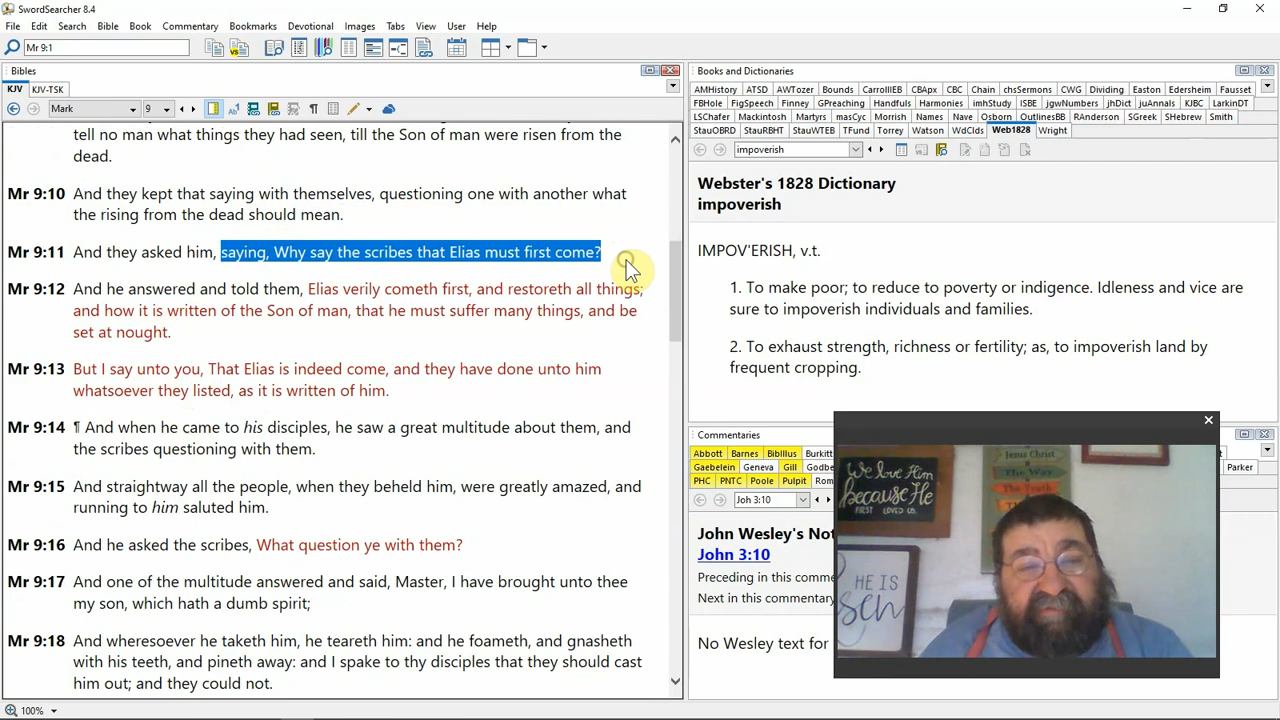 SwordSearcher 8.4
File Edit Search Bible Book Commentary Bookmarks Devotional Images Tabs View User Help
Mr 9:1
Bibles
KJV KJV-TSK
Mark 9
tell no man what things they had seen, till the Son of man were risen from the
dead.
Mr 9:10 And they kept that saying with themselves, questioning one with another what
the rising from the dead should mean.
Mr 9:11 And they asked him, saying, Why say the scribes that Elias must first come?
Mr 9:12 And he answered and told them, Elias verily cometh first, and restoreth all things;
and how it is written of the Son of man, that he must suffer many things, and be
set at nought.
Mr 9:13 But I say unto you, That Elias is indeed come, and they have done unto him
whatsoever they listed, as it is written of him.
Mr 9:14 ¶ And when he came to his disciples, he saw a great multitude about them, and
the scribes questioning with them.
Mr 9:15 And straightway all the people, when they beheld him, were greatly amazed, and
running to him saluted him.
Mr 9:16 And he asked the scribes, What question ye with them?
Mr 9:17 And one of the multitude answered and said, Master, I have brought unto thee
my son, which hath a dumb spirit;
Mr 9:18 And wheresoever he taketh him, he teareth him: and he foameth, and gnasheth
with his teeth, and pineth away: and I spake to thy disciples that they should cast
him out; and they could not.
100%
Books and Dictionaries
AMHistory ATSD AWTozer Bounds CarrollIEB CBApx CBC Chain chsSermons CWG Dividing Easton Edersheim Fausset
FBHole FigSpeech Finney GPreaching Handfuls Harmonies imhStudy ISBE jgwNumbers jhDict juAnnals KJBC LarkinDT
LSChafer Mackintosh Martyrs masCyc Morrish Names Nave Osborn OutlinesBB RAnderson SGreek SHebrew Smith
StauOBRD StauRBHT StauWTEB TFund Torrey Watson WdClds Web1828 Wright
impoverish
Webster's 1828 Dictionary
impoverish
IMPOV'ERISH, v.t.
1. To make poor; to reduce to poverty or indigence. Idleness and vice are
sure to impoverish individuals and families.
2. To exhaust strength, richness or fertility; as, to impoverish land by
frequent cropping.
Commentaries
Abbott Barnes BibIllus Burkitt
Gaebelein Geneva Gill Godbe
Parker
PHC PNTC Poole Pulpit Rom
Joh 3:10
John Wesley's Not
John 3:10
Preceding in this comme
Next in this commentary
No Wesley text for
We love Him
because He
FIRST LOVED US.
Jesus Christ
The Way
The Truth
HE IS